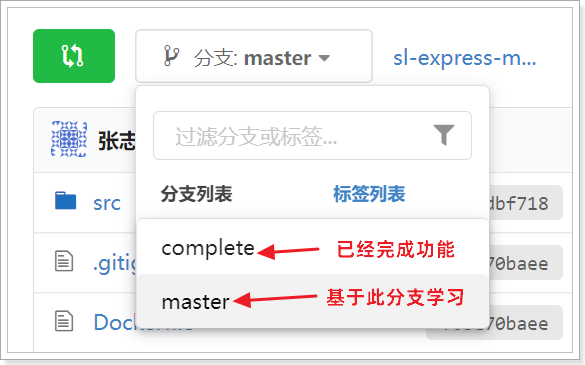 分支: master
sl-express-m...
过滤分支或标签...
张志
分支列表
标签列表
src
dbf718
complete
已经完成功能
.gitig
70baee
master
基于此分支学习
70baee